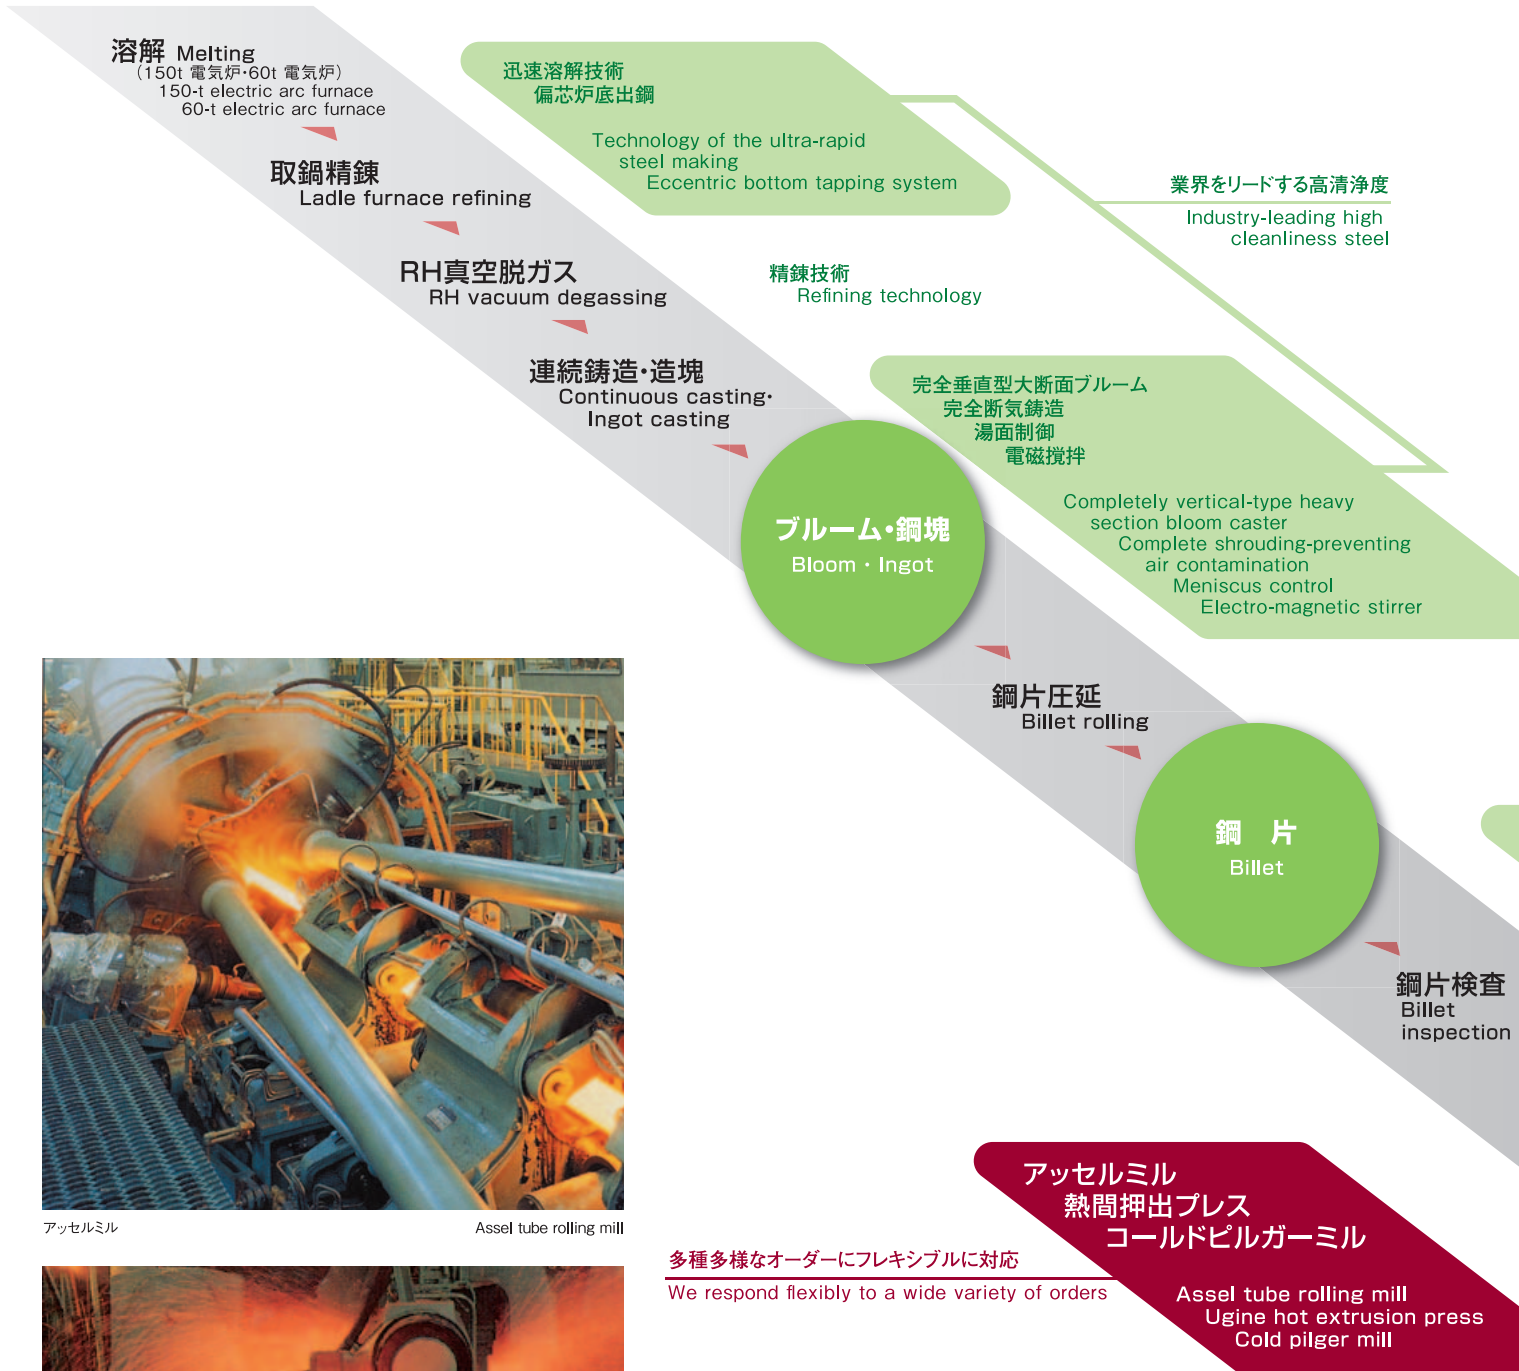 溶解 Melting
（150t 電気炉・60t 電気炉）
150-t electric arc furnace
60-t electric arc furnace
取鍋精錬
Ladle furnace refining
RH真空脱ガス
RH vacuum degassing
連続鋳造・造塊
Continuous casting・
Ingot casting
迅速溶解技術
偏芯炉底出鋼
Technology of the ultra-rapid
steel making
Eccentric bottom tapping system
業界をリードする高清浄度
Industry-leading high
cleanliness steel
精錬技術
Refining technology
完全垂直型大断面ブルーム
完全断気鋳造
湯面制御
電磁撹拌
Completely vertical-type heavy
section bloom caster
Complete shrouding-preventing
air contamination
Meniscus control
Electro-magnetic stirrer
ブルーム・鋼塊
Bloom・Ingot
鋼片圧延
Billet rolling
鋼　片
Billet
鋼片検査
Billet
inspection
アッセルミル
Assel tube rolling mill
多種多様なオーダーにフレキシブルに対応
We respond flexibly to a wide variety of orders
アッセルミル
熱間押出プレス
コールドピルガーミル
Assel tube rolling mill
Ugine hot extrusion press
Cold pilger mill